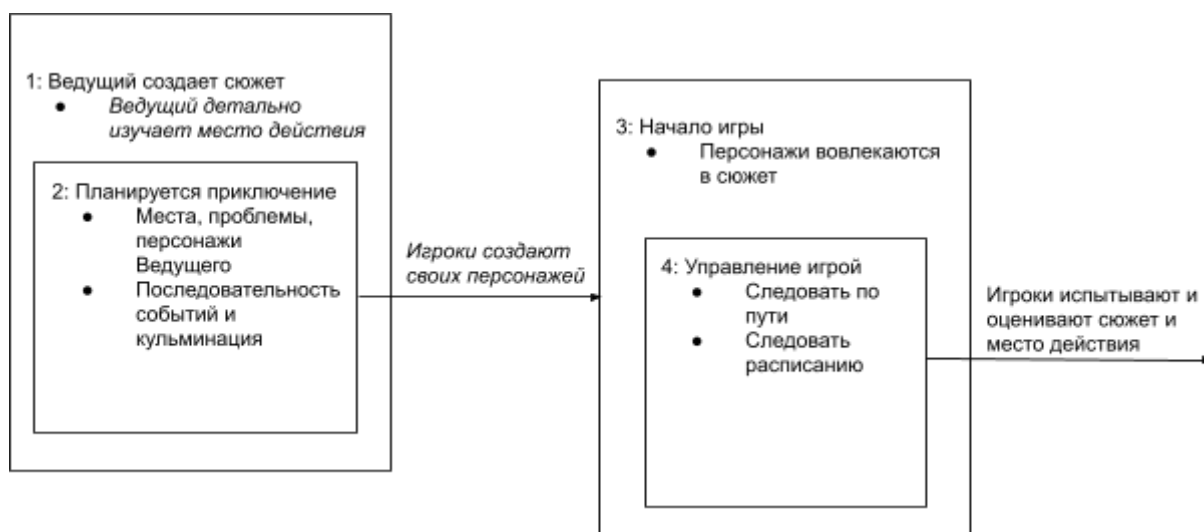 1: Ведущий создает сюжет
● Ведущий детально
изучает место действия
2: Планируется приключение
● Места, проблемы,
персонажи
Ведущего
● Последовательность
событий и
кульминация
Игроки создают
своих персонажей
3: Начало игры
● Персонажи вовлекаются
в сюжет
4: Управление игрой
● Следовать по
пути
● Следовать
расписанию
Игроки испытывают и
оценивают сюжет и
место действия